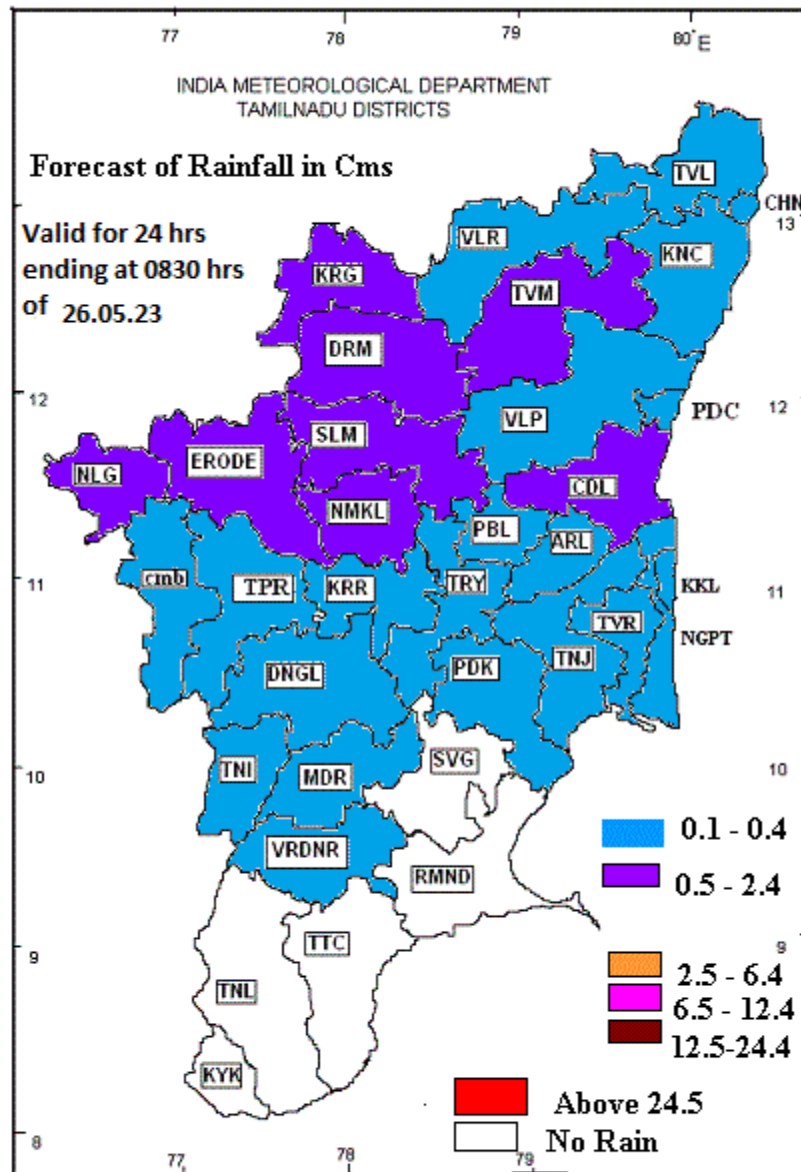 77 78 79 80° E
INDIA METEOROLOGICAL DEPARTMENT
TAMILNADU DISTRICTS
Forecast of Rainfall in Cms
TVL
CHN
13
Valid for 24 hrs
ending at 0830 hrs
of 26.05.23
VLR
KNC
KRG
TVM
DRM
12
12
PDC
VLP
SLM
ERODE
NLG
CDL
NMKL
PBL
ARL
11
cmb
TPR
KRR
TRY
KKL
11
TVR
NGPT
DNGL
PDK
TNJ
10
TNI
MDR
SVG
10
0.1 - 0.4
VRDNR
RMND
0.5 - 2.4
9
TTC
9
2.5 - 6.4
TNL
6.5 - 12.4
12.5-24.4
KYK
Above 24.5
8
No Rain
77 78 79